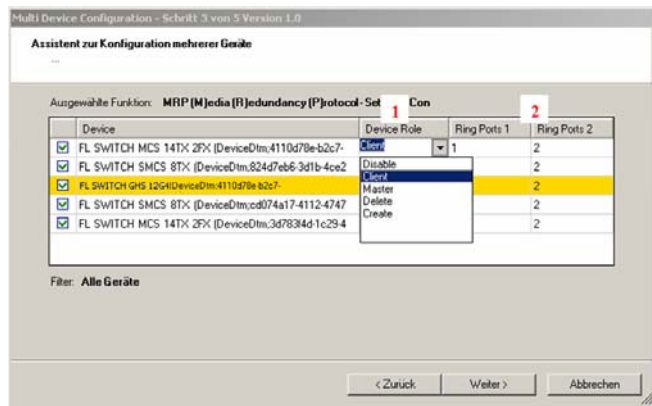 Multi Device Configuration - Schritt 3 von 5 Version 1.0
Assistent zur Konfiguration mehrerer Geräte
...
Ausgewählte Funktion: MRP (M)edia (R)edundancy (P)rotocol - Set Con
1
2
Device Device Role Ring Ports 1 Ring Ports 2
FL SWITCH MCS 14TX 2FX (DeviceDtm;4110d78e-b2c7- Client 1 2
FL SWITCH SMCS 8TX (DeviceDtm;824d7eb6-3d1b-4ce2 2
FL SWITCH GHS 12G4(DeviceDtm;4110d78e-b2c7- 2
FL SWITCH SMCS 8TX (DeviceDtm;cd074a17-4112-4747 2
FL SWITCH MCS 14TX 2FX (DeviceDtm;3d783f4d-1c29-4 2
Disable
Client
Master
Delete
Create
Filter: Alle Geräte
< Zurück
Weiter >
Abbrechen